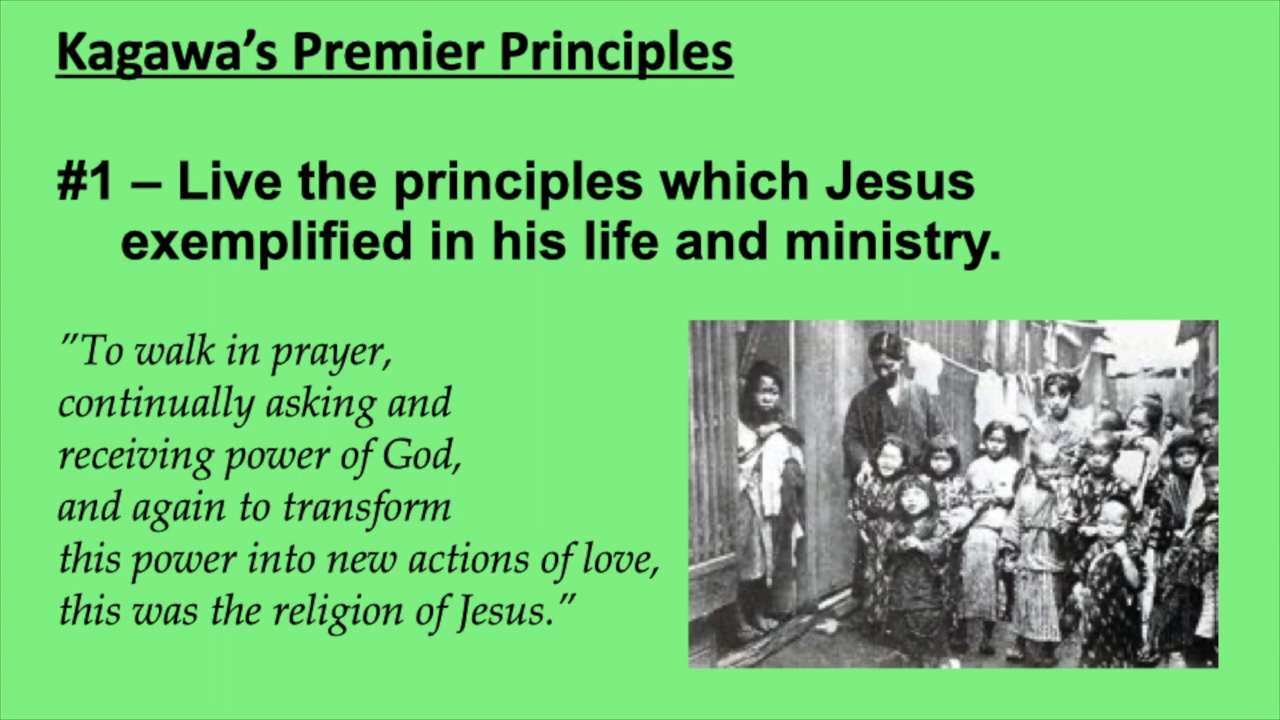 Kagawa’s Premier Principles
#1 – Live the principles which Jesus
exemplified in his life and ministry.
”To walk in prayer,
continually asking and
receiving power of God,
and again to transform
this power into new actions of love,
this was the religion of Jesus.”